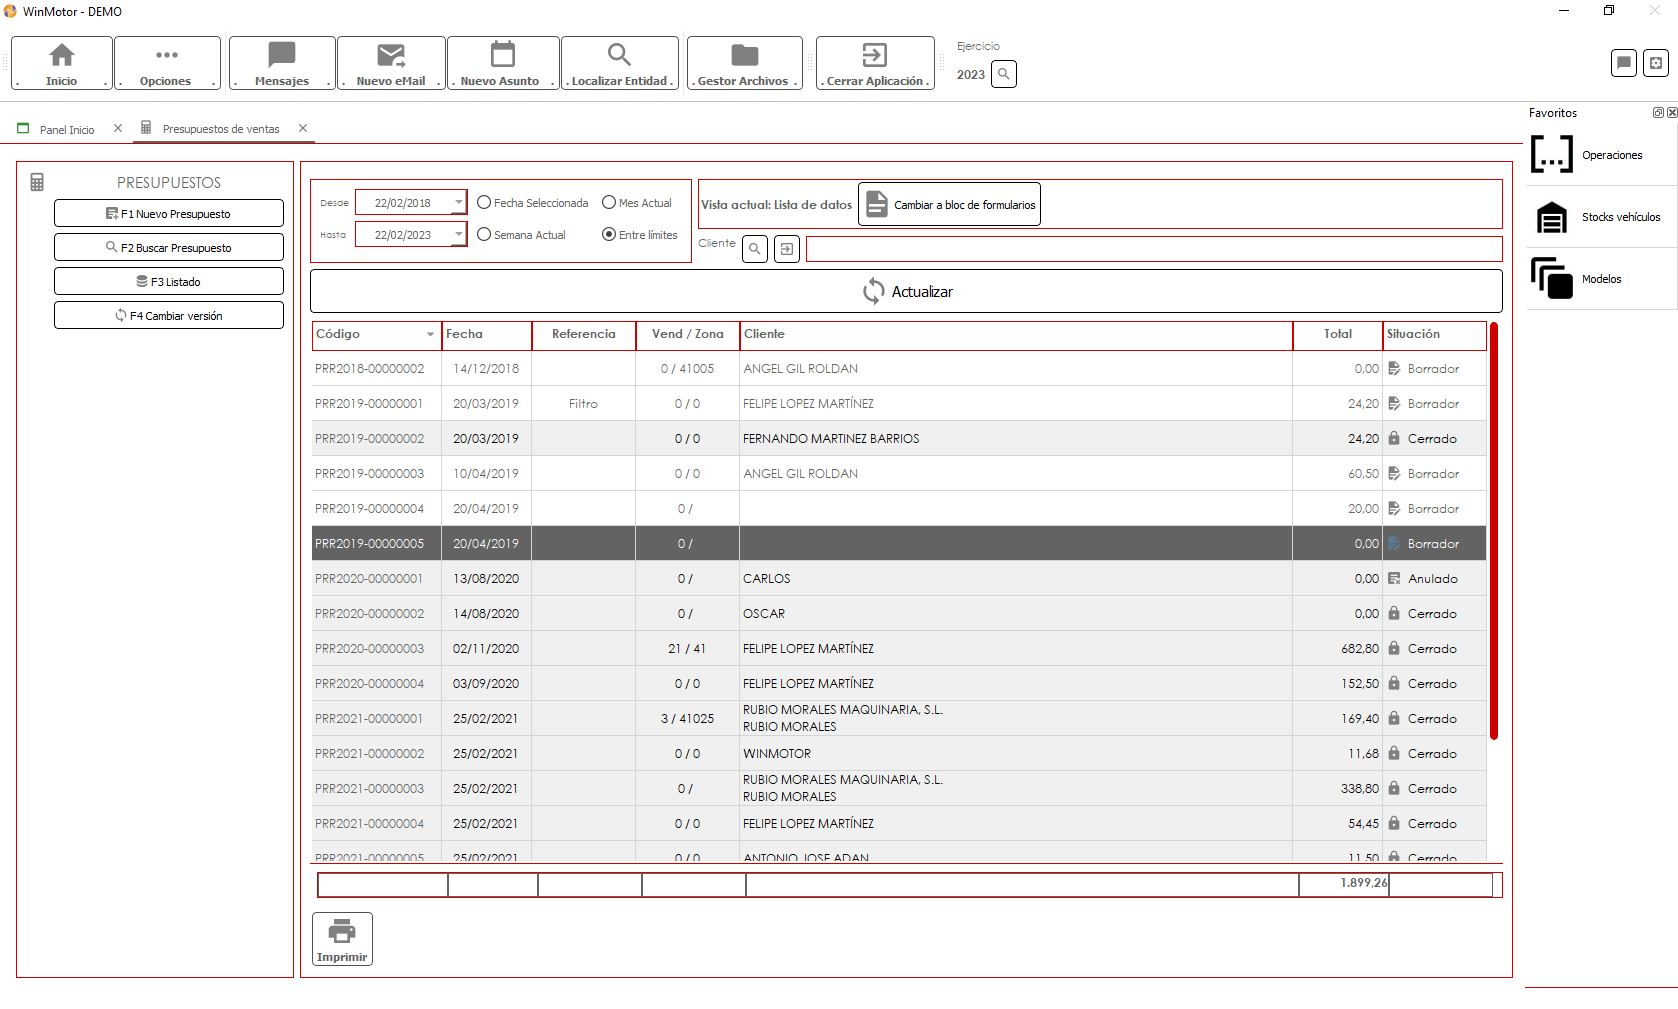 WinMotor - DEMO
. Inicio .
. Opciones .
. Mensajes .
. Nuevo eMail .
. Nuevo Asunto .
. Localizar Entidad .
. Gestor Archivos .
. Cerrar Aplicación .
Ejercicio
2023
Panel Inicio
Presupuestos de ventas
Favoritos
Operaciones
Stocks vehículos
Modelos
PRESUPUESTOS
F1 Nuevo Presupuesto
F2 Buscar Presupuesto
F3 Listado
F4 Cambiar versión
Desde 22/02/2018 Fecha Seleccionada Mes Actual
Hasta 22/02/2023 Semana Actual Entre límites
Vista actual: Lista de datos Cambiar a bloc de formularios
Cliente
Actualizar
Código Fecha Referencia Vend / Zona Cliente Total Situación
PRR2018-00000002 14/12/2018 0 / 41005 ANGEL GIL ROLDAN 0,00 Borrador
PRR2019-00000001 20/03/2019 Filtro 0 / 0 FELIPE LOPEZ MARTÍNEZ 24,20 Borrador
PRR2019-00000002 20/03/2019 0 / 0 FERNANDO MARTINEZ BARRIOS 24,20 Cerrado
PRR2019-00000003 10/04/2019 0 / 0 ANGEL GIL ROLDAN 60,50 Borrador
PRR2019-00000004 20/04/2019 0 / 20,00 Borrador
PRR2019-00000005 20/04/2019 0 / 0,00 Borrador
PRR2020-00000001 13/08/2020 0 / CARLOS 0,00 Anulado
PRR2020-00000002 14/08/2020 0 / OSCAR 0,00 Cerrado
PRR2020-00000003 02/11/2020 21 / 41 FELIPE LOPEZ MARTÍNEZ 682,80 Cerrado
PRR2020-00000004 03/09/2020 0 / 0 FELIPE LOPEZ MARTÍNEZ 152,50 Cerrado
PRR2021-00000001 25/02/2021 3 / 41025 RUBIO MORALES MAQUINARIA, S.L. 169,40 Cerrado
RUBIO MORALES
PRR2021-00000002 25/02/2021 0 / 0 WINMOTOR 11,68 Cerrado
PRR2021-00000003 25/02/2021 0 / RUBIO MORALES MAQUINARIA, S.L. 338,80 Cerrado
RUBIO MORALES
PRR2021-00000004 25/02/2021 0 / 0 FELIPE LOPEZ MARTÍNEZ 54,45 Cerrado
PRR2021-00000005 25/02/2021 0 / 0 ANTONIO JOSE ADAN 11,50 Cerrado
1.899,26
Imprimir